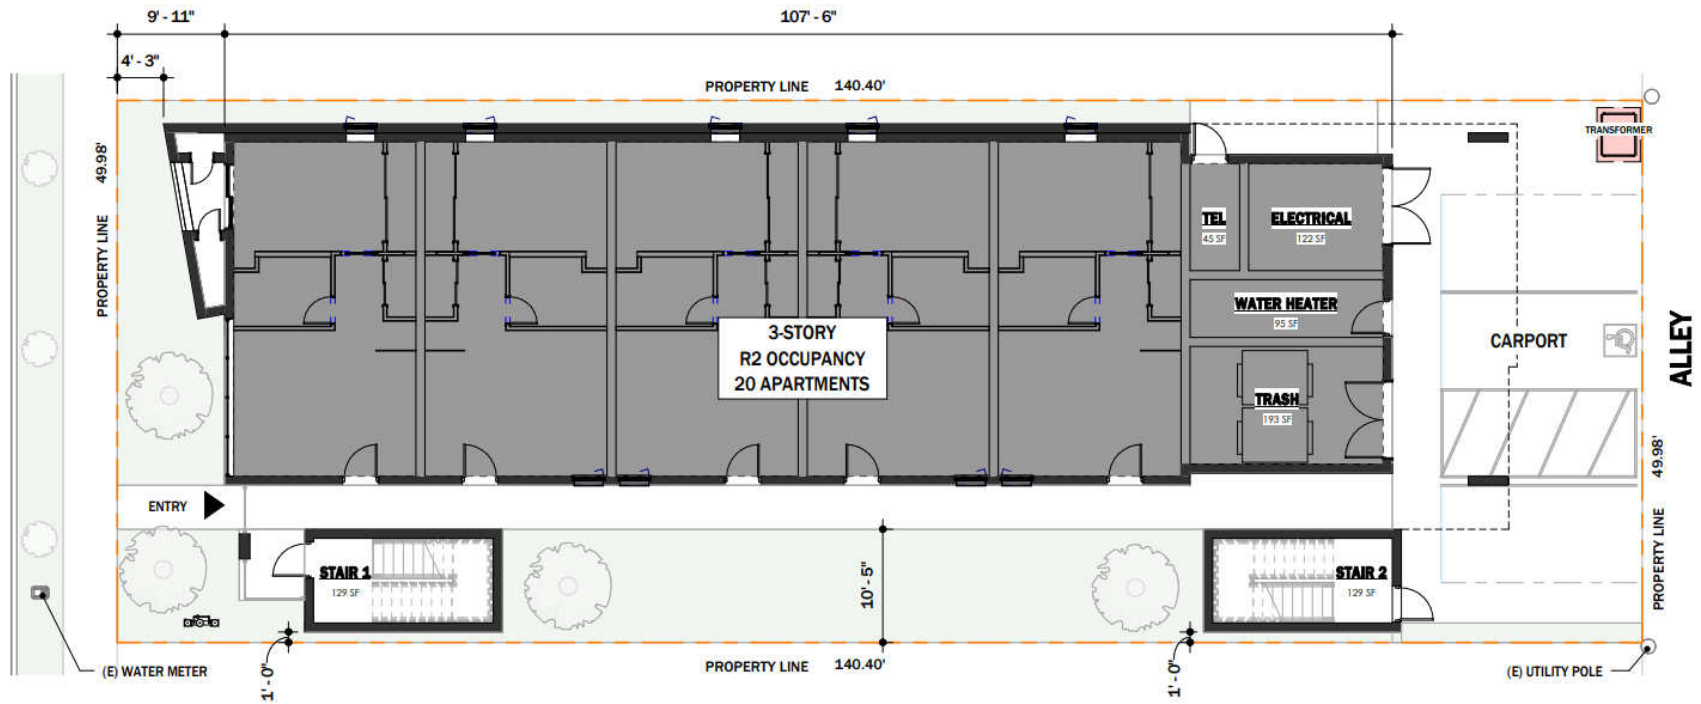 9' - 11"
107' - 6"
4' - 3"
PROPERTY LINE 140.40'
TRANSFORMER
49.98'
PROPERTY LINE
TEL
45 SF
ELECTRICAL
122 SF
WATER HEATER
95 SF
3-STORY
R2 OCCUPANCY
20 APARTMENTS
CARPORT
ALLEY
TRASH
193 SF
49.98'
PROPERTY LINE
ENTRY
STAIR 1
129 SF
10' - 5"
STAIR 2
129 SF
1' - 0"
1' - 0"
(E) WATER METER
PROPERTY LINE 140.40'
(E) UTILITY POLE